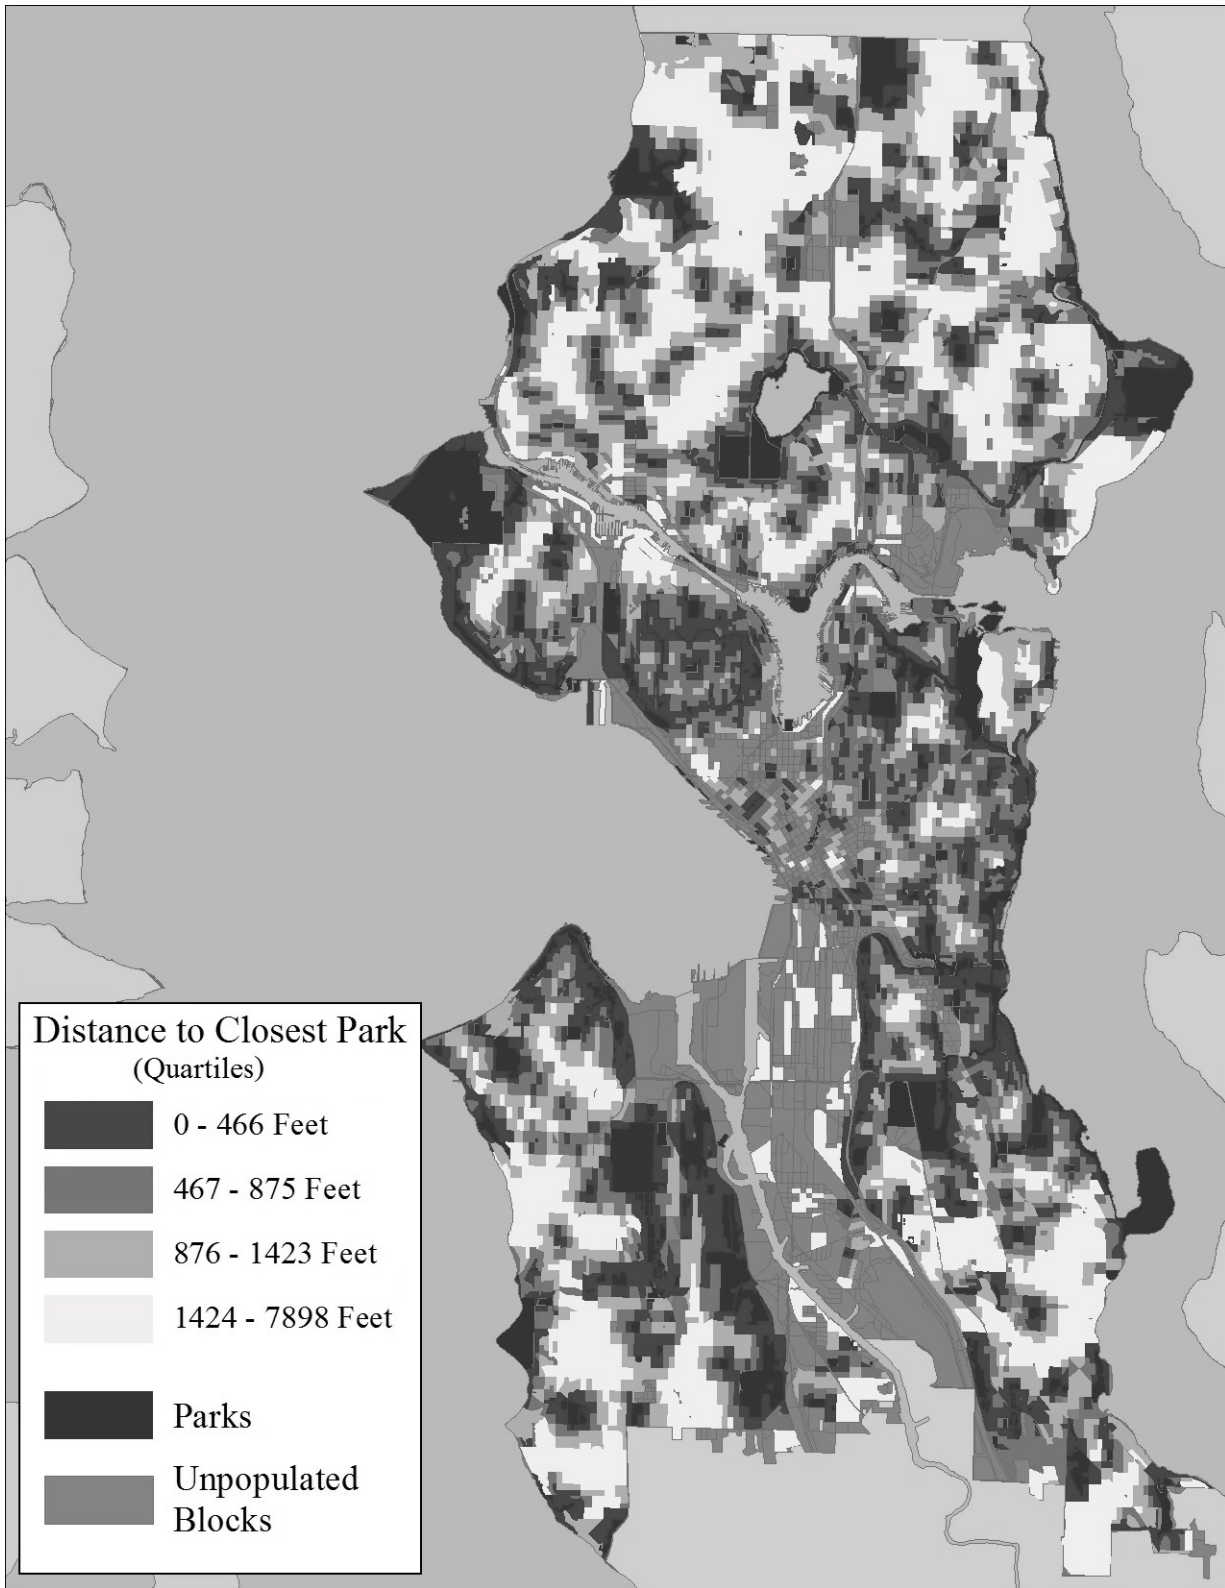 Distance to Closest Park
(Quartiles)
0 - 466 Feet
467 - 875 Feet
876 - 1423 Feet
1424 - 7898 Feet
Parks
Unpopulated
Blocks